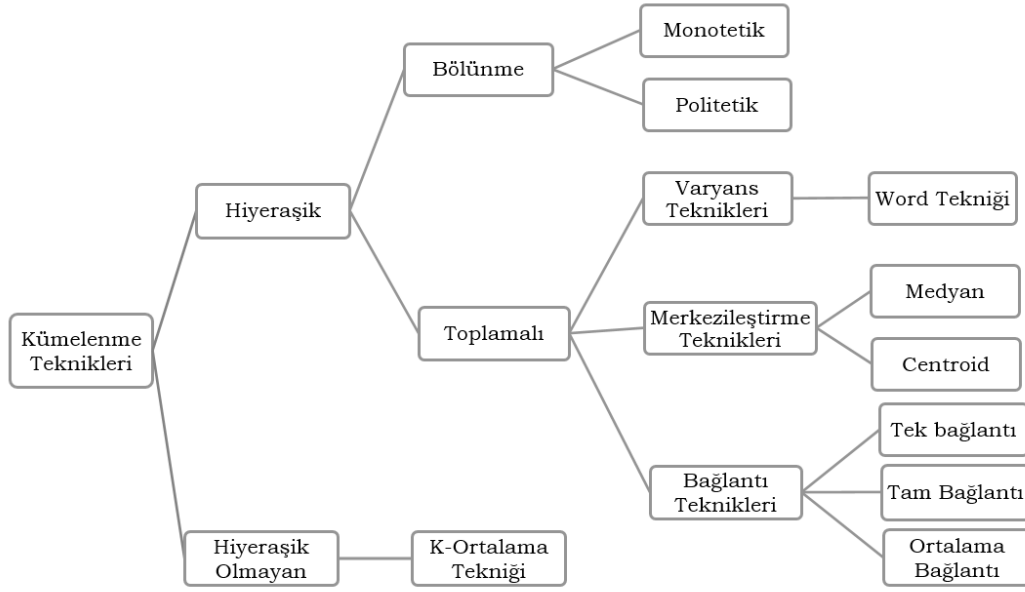 Monotetik
Bölünme
Politetik
Varyans
Teknikleri
Word Tekniği
Hiyeraşik
Medyan
Toplamalı
Merkezileştirme
Teknikleri
Kümelenme
Teknikleri
Centroid
Tek bağlantı
Bağlantı
Teknikleri
Tam Bağlantı
Hiyeraşik
Olmayan
K-Ortalama
Tekniği
Ortalama
Bağlantı